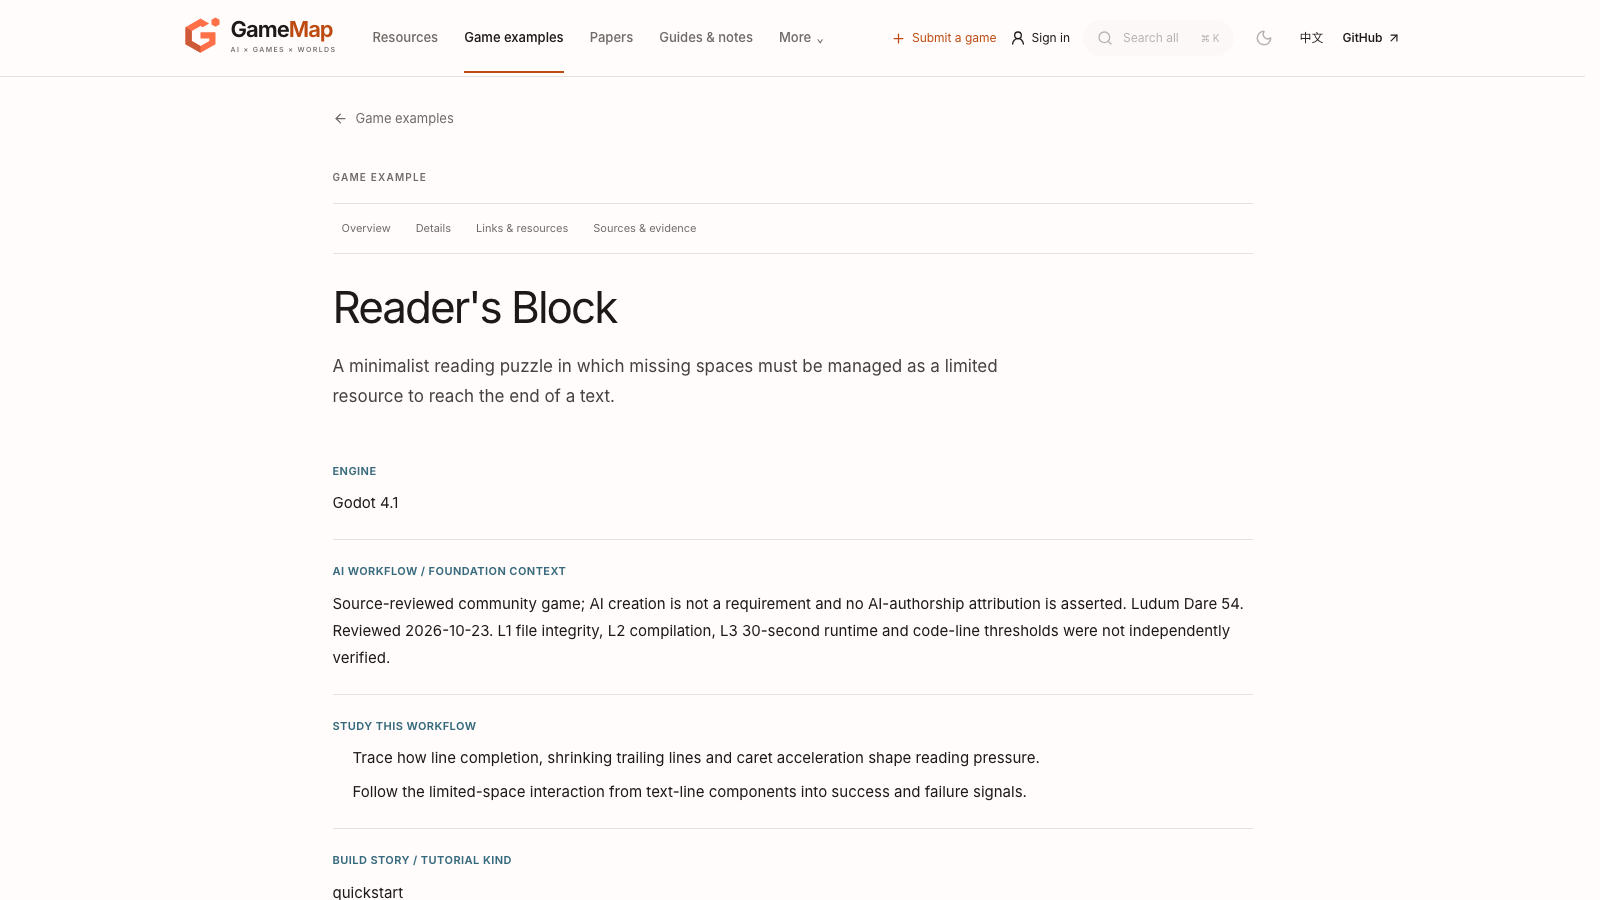 GameMap
AI × GAMES × WORLDS
Resources
Game examples
Papers
Guides & notes
More
Submit a game
Sign in
Search all
⌘ K
中文
GitHub
Game examples
GAME EXAMPLE
Overview
Details
Links & resources
Sources & evidence
Reader's Block
A minimalist reading puzzle in which missing spaces must be managed as a limited
resource to reach the end of a text.
ENGINE
Godot 4.1
AI WORKFLOW / FOUNDATION CONTEXT
Source-reviewed community game; AI creation is not a requirement and no AI-authorship attribution is asserted. Ludum Dare 54.
Reviewed 2026-10-23. L1 file integrity, L2 compilation, L3 30-second runtime and code-line thresholds were not independently
verified.
STUDY THIS WORKFLOW
Trace how line completion, shrinking trailing lines and caret acceleration shape reading pressure.
Follow the limited-space interaction from text-line components into success and failure signals.
BUILD STORY / TUTORIAL KIND
quickstart